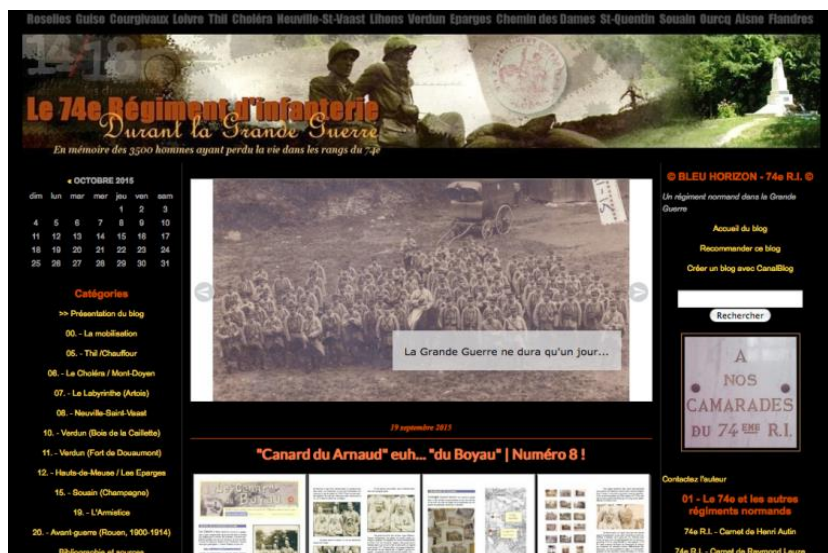 Roselles Guise Courgivaux Loivre Thil Choléra Neuville-St-Vaast Lihons Verdun Eparges Chemin des Dames St-Quentin Souain Ourcq Aisne Flandres
14/18
Le 74e Régiment d'infanterie
Durant la Grande Guerre
En mémoire des 3500 hommes ayant perdu la vie dans les rangs du 74e
« OCTOBRE 2015
dim lun mar mer jeu ven sam
1 2 3
4 5 6 7 8 9 10
11 12 13 14 15 16 17
18 19 20 21 22 23 24
25 26 27 28 29 30 31
Catégories
>> Présentation du blog
00. - La mobilisation
05. - Thil /Chauffour
06. - Le Choléra / Mont-Doyen
07. - Le Labyrinthe (Artois)
08. - Neuville-Saint-Vaast
10. - Verdun (Bois de la Caillette)
11. - Verdun (Fort de Douaumont)
12. - Hauts-de-Meuse / Les Eparges
15. - Souain (Champagne)
19. - L'Armistice
20. - Avant-guerre (Rouen, 1900-1914)
Bibliographie et sources
La Grande Guerre ne dura qu'un jour...
19 septembre 2015
"Canard du Arnaud" euh... "du Boyau" | Numéro 8 !
© BLEU HORIZON - 74e R.I. ©
Un régiment normand dans la Grande
Guerre
Accueil du blog
Recommander ce blog
Créer un blog avec CanalBlog
Rechercher
A
NOS
CAMARADES
DU 74EME R.I.
Contactez l'auteur
01 - Le 74e et les autres
régiments normands
74e R.I. - Carnet de Henri Autin
74e R.I. - Carnet de Raymond Leuze